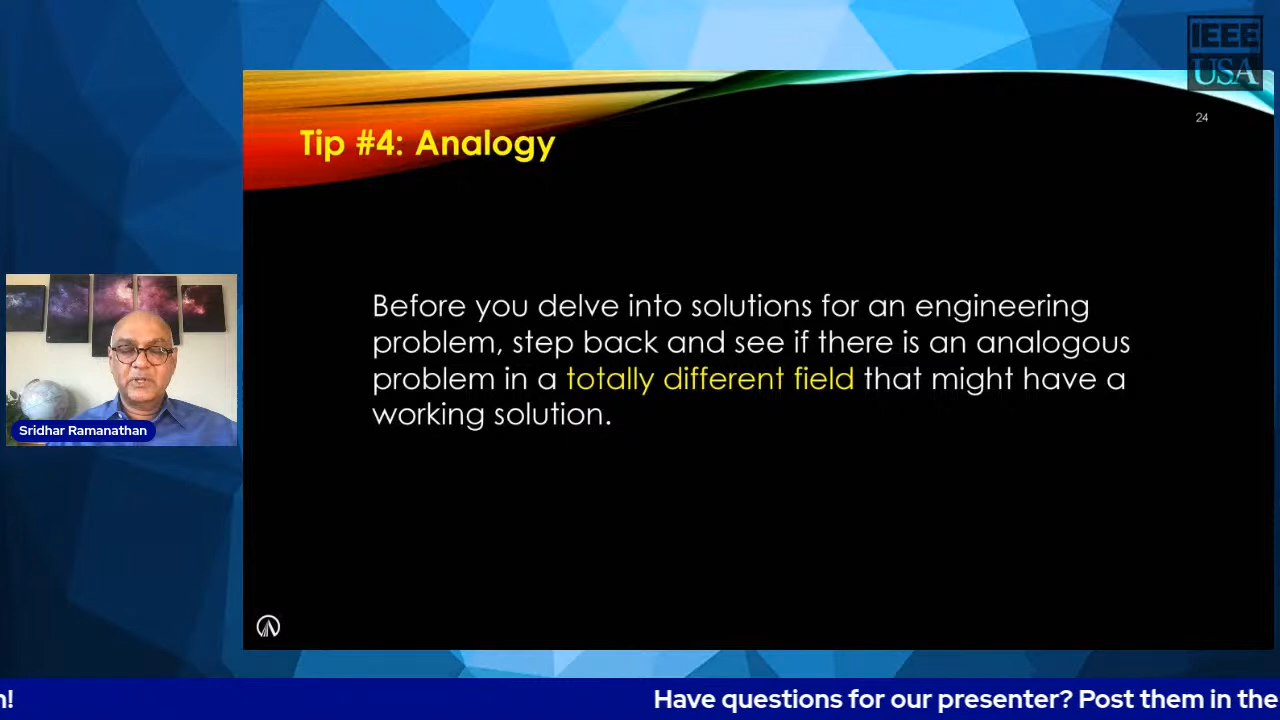 IEEE
USA
24
Tip #4: Analogy
Before you delve into solutions for an engineering
problem, step back and see if there is an analogous
problem in a totally different field that might have a
working solution.
Sridhar Ramanathan
n!
Have questions for our presenter? Post them in the